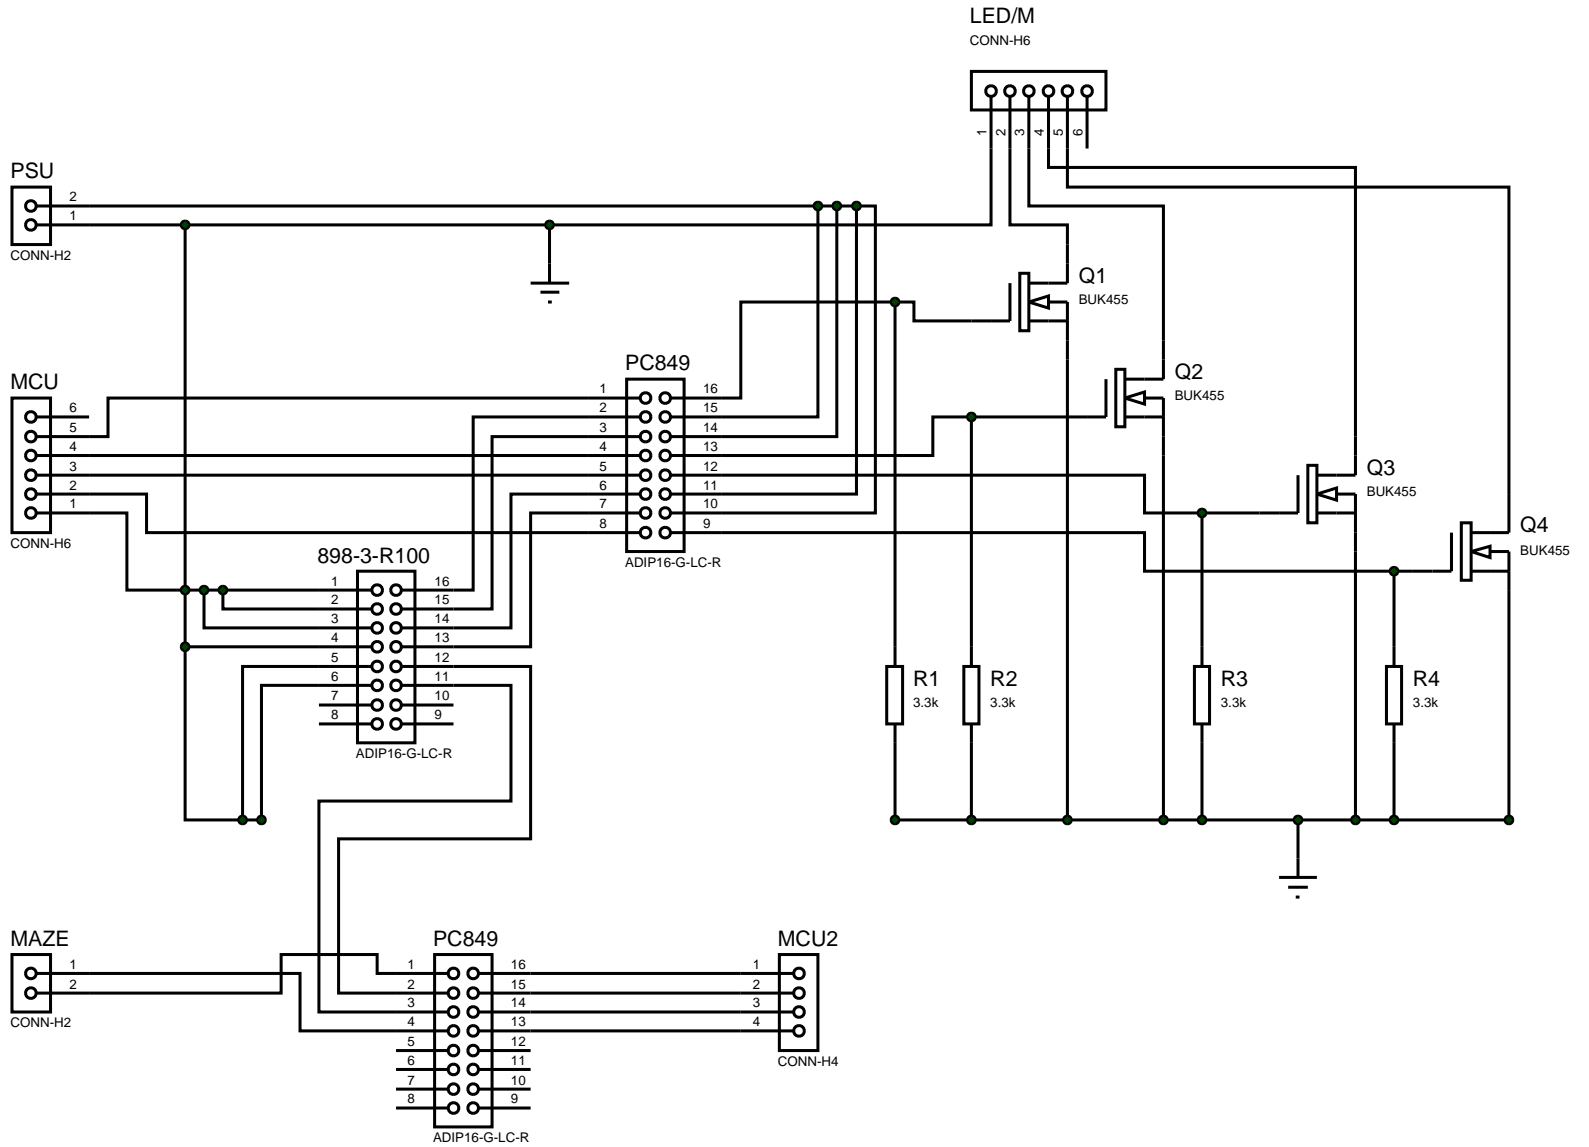 LED/M
CONN-H6
1 2 3 4 5 6
PSU
2
1
CONN-H2
Q1
BUK455
PC849
MCU
6
5
4
3
2
1
CONN-H6
1 16
2 15
3 14
4 13
5 12
6 11
7 10
8 9
ADIP16-G-LC-R
Q2
BUK455
Q3
BUK455
Q4
BUK455
898-3-R100
1 16
2 15
3 14
4 13
5 12
6 11
7 10
8 9
ADIP16-G-LC-R
R1
3.3k
R2
3.3k
R3
3.3k
R4
3.3k
MAZE
1
2
CONN-H2
PC849
1 16
2 15
3 14
4 13
5 12
6 11
7 10
8 9
ADIP16-G-LC-R
MCU2
1
2
3
4
CONN-H4